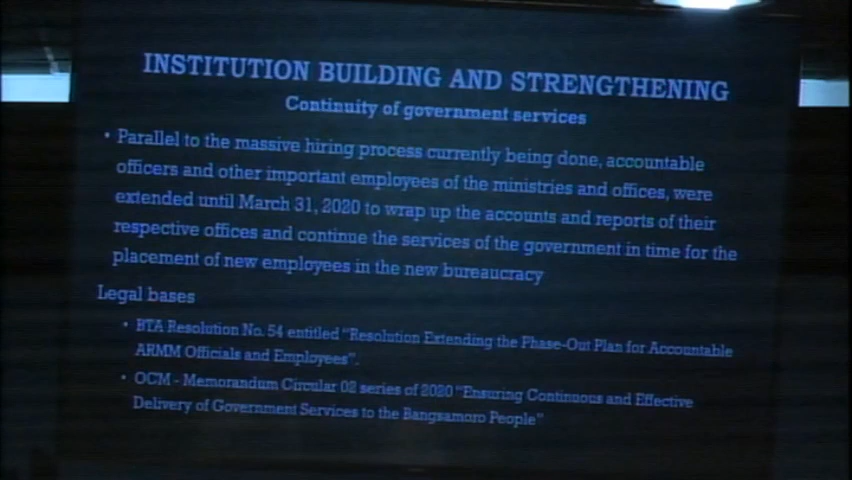 INSTITUTION BUILDING AND STRENGTHENING
Continuity of government services
• Parallel to the massive hiring process currently being done, accountable
officers and other important employees of the ministries and offices, were
extended until March 31, 2020 to wrap up the accounts and reports of their
respective offices and continue the services of the government in time for the
placement of new employees in the new bureaucracy
Legal bases
• BTA Resolution No. 54 entitled "Resolution Extending the Phase-Out Plan for Accountable
ARMM Officials and Employees".
• OCM - Memorandum Circular 02 series of 2020 "Ensuring Continuous and Effective
Delivery of Government Services to the Bangsamoro People"